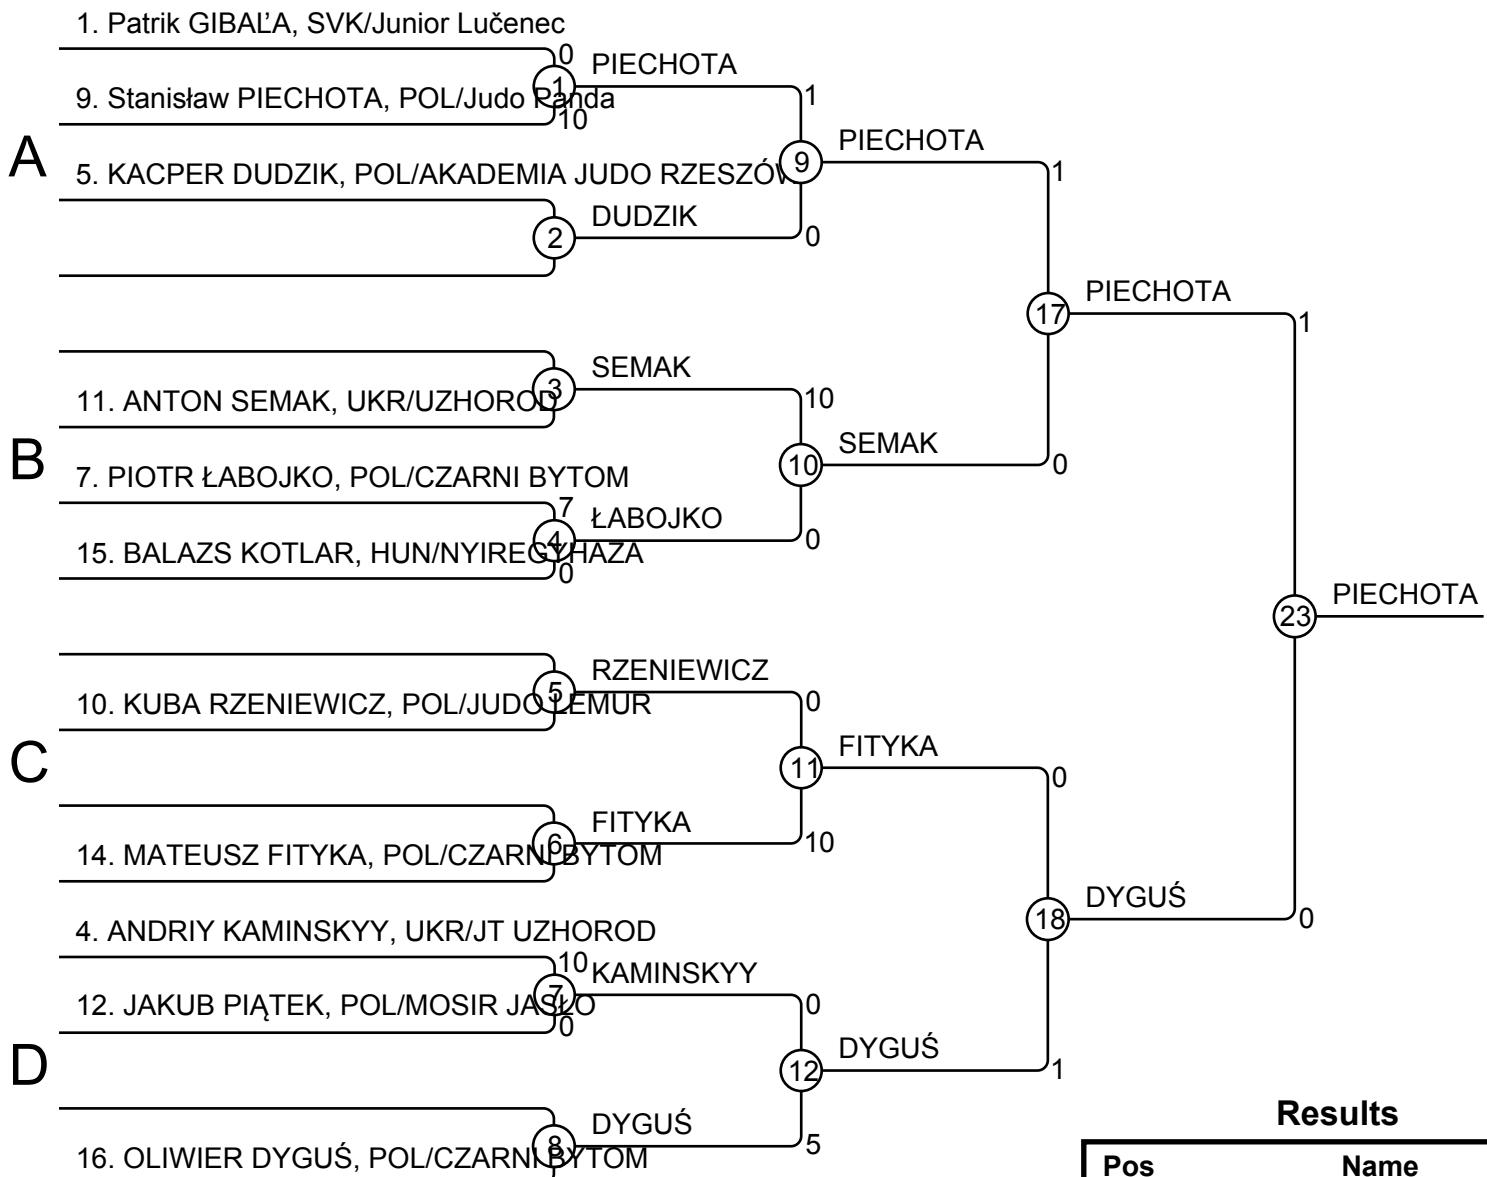 1. Patrik GIBAĽA, SVK/Junior Lučenec
0
PIECHOTA
1
9. Stanisław PIECHOTA, POL/Judo Panda
10
1
PIECHOTA
A
5. KACPER DUDZIK, POL/AKADEMIA JUDO RZESZÓW
9
1
DUDZIK
2
0
PIECHOTA
17
1
SEMAK
3
10
11. ANTON SEMAK, UKR/UZHOROD
B
SEMAK
10
0
7. PIOTR ŁABOJKO, POL/CZARNI BYTOM
7
ŁABOJKO
4
0
15. BALAZS KOTLAR, HUN/NYIREGYHAZA
0
PIECHOTA
23
RZENIEWICZ
5
0
10. KUBA RZENIEWICZ, POL/JUDO LEMUR
C
FITYKA
11
0
FITYKA
6
10
14. MATEUSZ FITYKA, POL/CZARNI BYTOM
DYGUŚ
18
0
4. ANDRIY KAMINSKYY, UKR/JT UZHOROD
10
KAMINSKYY
7
0
12. JAKUB PIĄTEK, POL/MOSIR JASŁO
0
D
DYGUŚ
12
1
DYGUŚ
8
5
16. OLIWIER DYGUŚ, POL/CZARNI BYTOM
Results
Pos Name